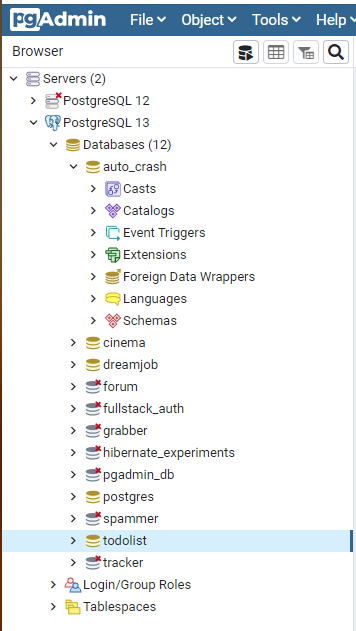 pgAdmin File Object Tools Help
Browser
Servers (2)
PostgreSQL 12
PostgreSQL 13
Databases (12)
auto_crash
Casts
Catalogs
Event Triggers
Extensions
Foreign Data Wrappers
Languages
Schemas
cinema
dreamjob
forum
fullstack_auth
grabber
hibernate_experiments
pgadmin_db
postgres
spammer
todolist
tracker
Login/Group Roles
Tablespaces